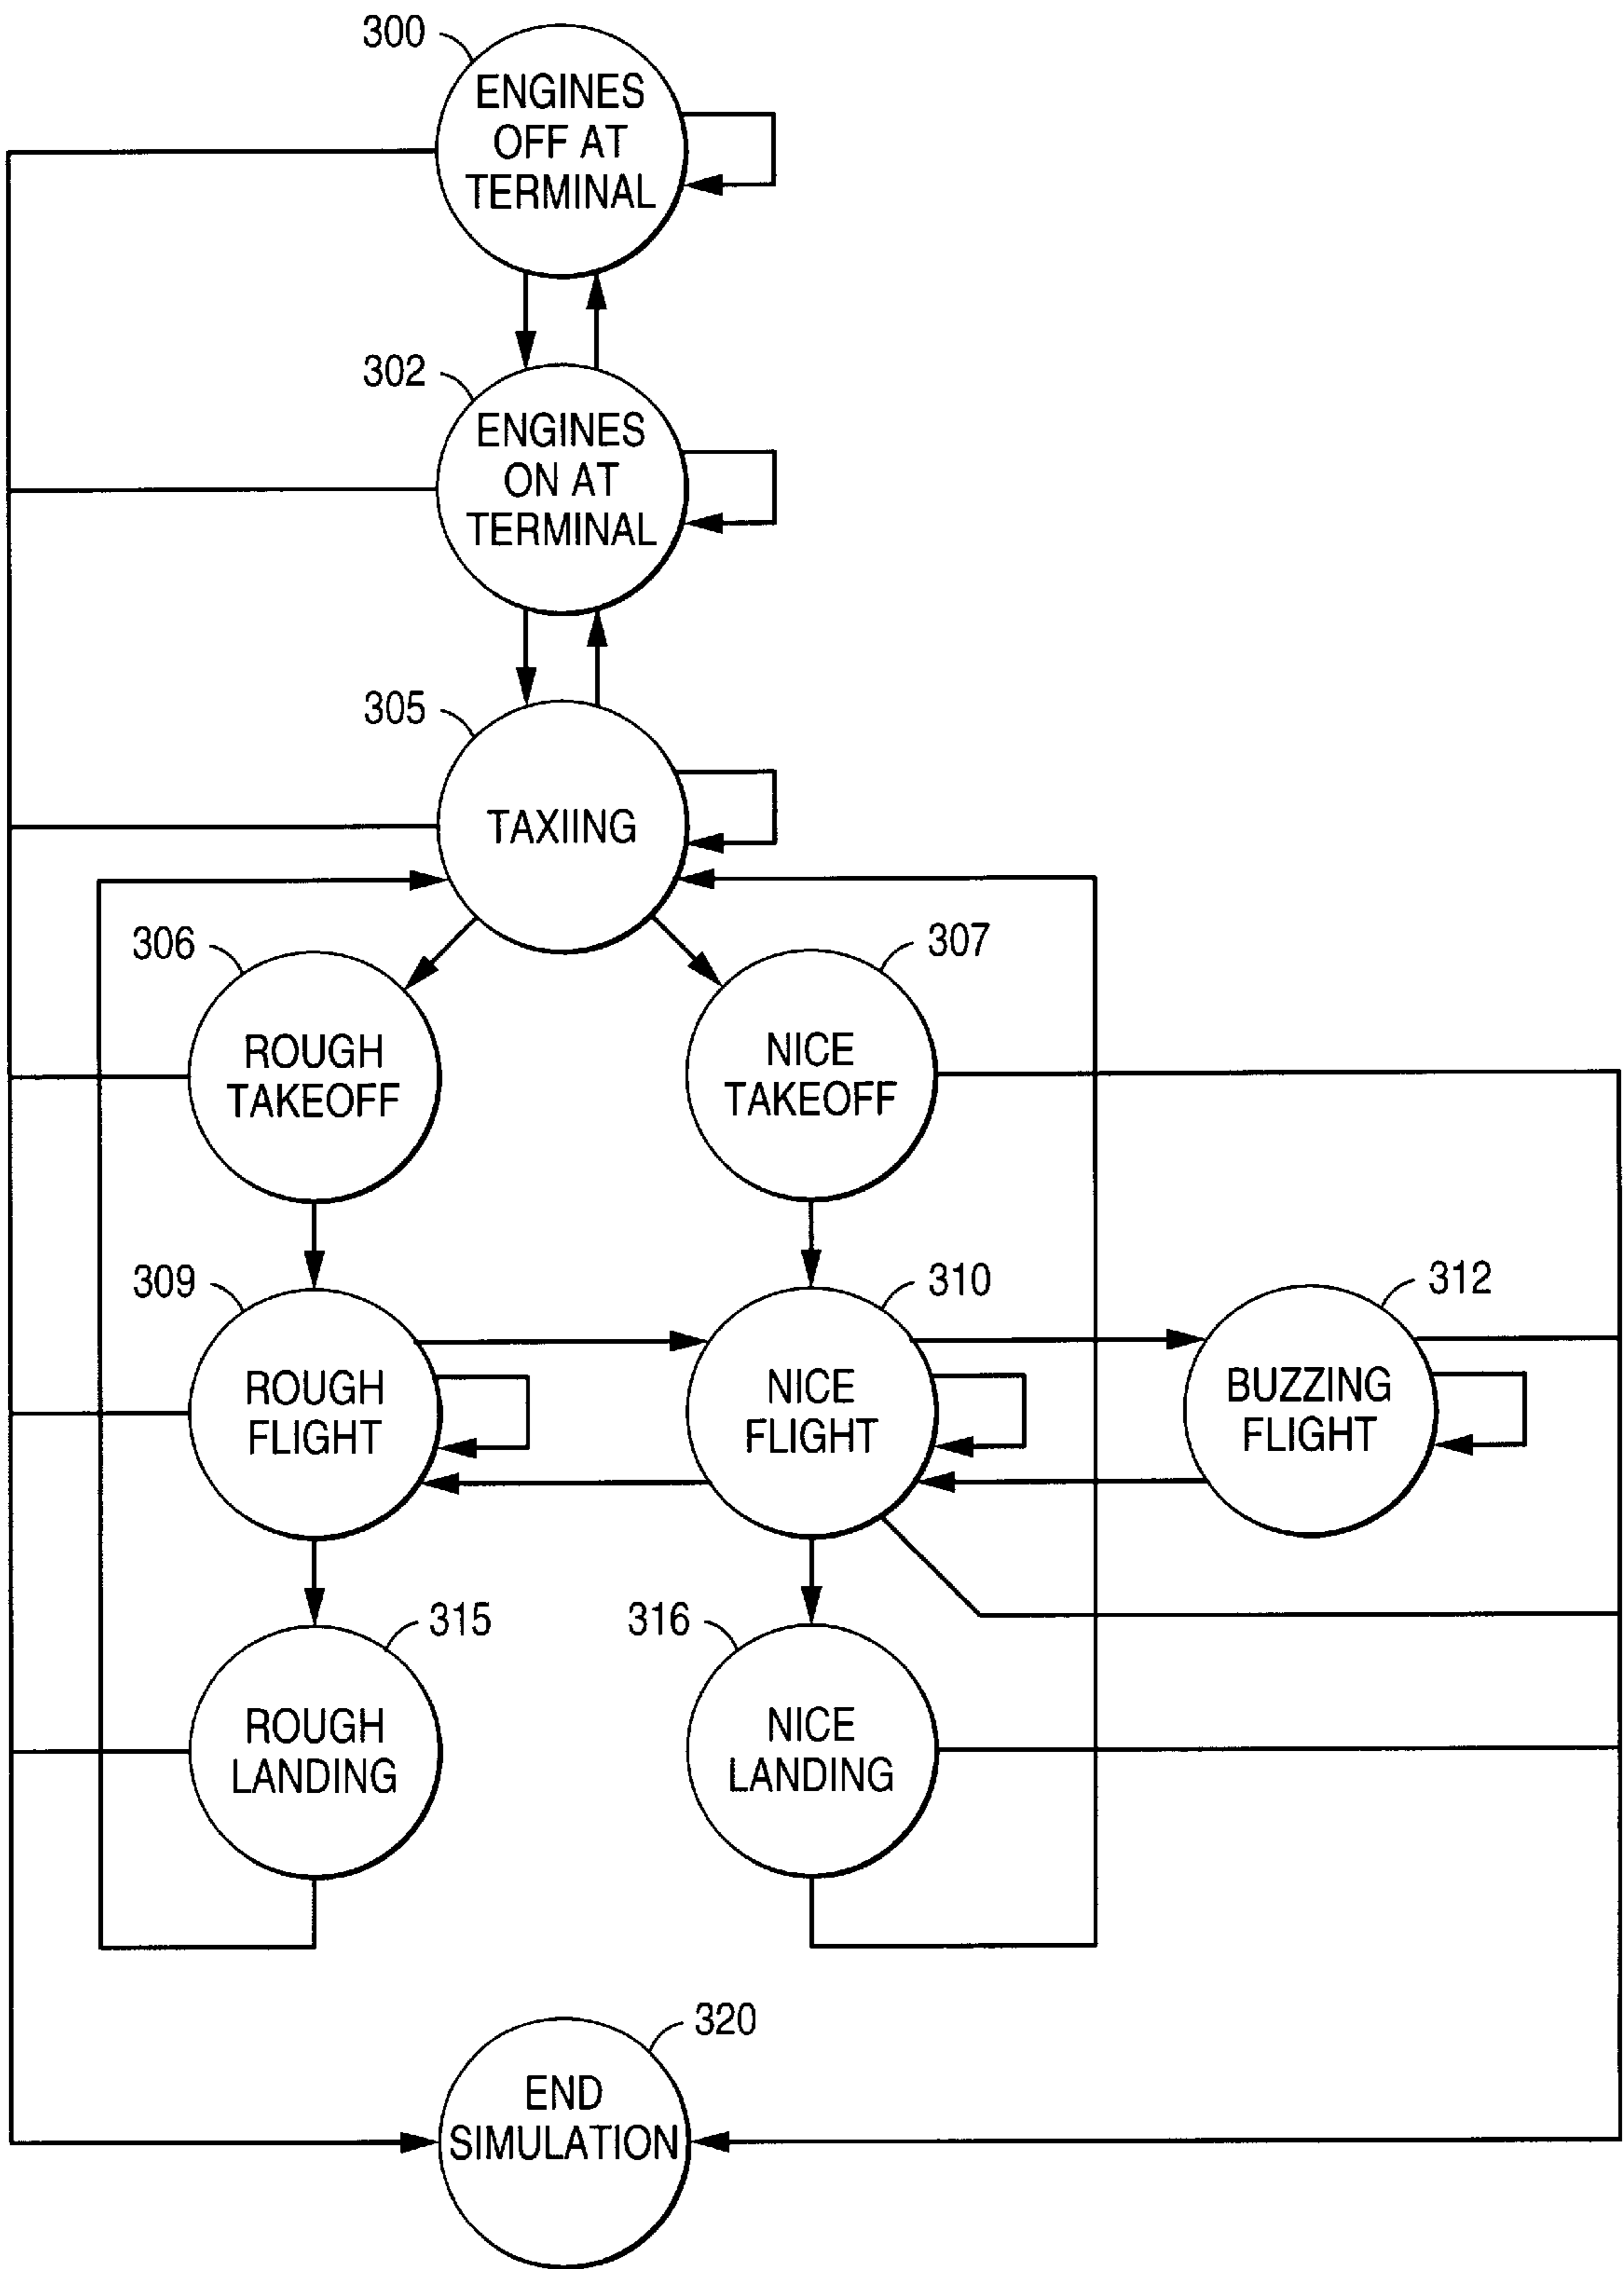 300
ENGINES
OFF AT
TERMINAL
302
ENGINES
ON AT
TERMINAL
305
TAXIING
306
ROUGH
TAKEOFF
307
NICE
TAKEOFF
309
ROUGH
FLIGHT
310
NICE
FLIGHT
312
BUZZING
FLIGHT
315
ROUGH
LANDING
316
NICE
LANDING
320
END
SIMULATION